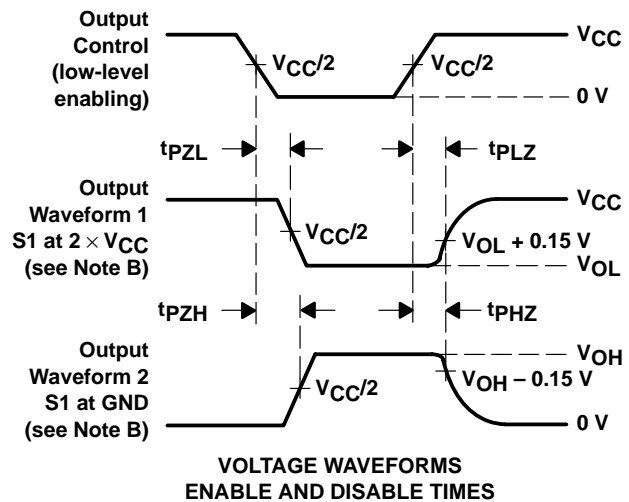 Output
Control
(low-level
enabling)
VCC
VCC/2
VCC/2
0 V
tPZL
tPLZ
Output
Waveform 1
S1 at 2 × VCC
(see Note B)
VCC
VCC/2
VOL + 0.15 V
VOL
tPZH
tPHZ
Output
Waveform 2
S1 at GND
(see Note B)
VOH
VCC/2
VOH − 0.15 V
0 V
VOLTAGE WAVEFORMS
ENABLE AND DISABLE TIMES